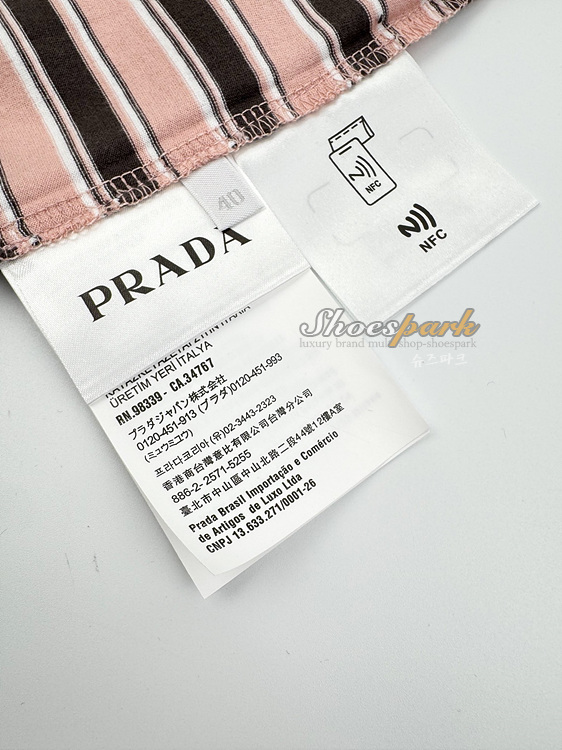 NFC
NFC
40
PRADA
Shoespark
luxury brand mul shop-shoespark
슈즈파크
ÜRETİM YERİ İTALYA
RN.98339 - CA.34767
プラダジャパン株式会社
0120-451-913 (プラダ)0120-451-993
(ミュウミュウ)
프라다코리아 (유)02-3443-2323
香港商台灣意比有限公司台灣分公司
886-2- 2571-5255
臺北市中山區中山北路二段44號12樓A室
Prada Brasil Importação e Comércio
de Artigos de Luxo Ltda
CNPJ 13.633.271/0001-26